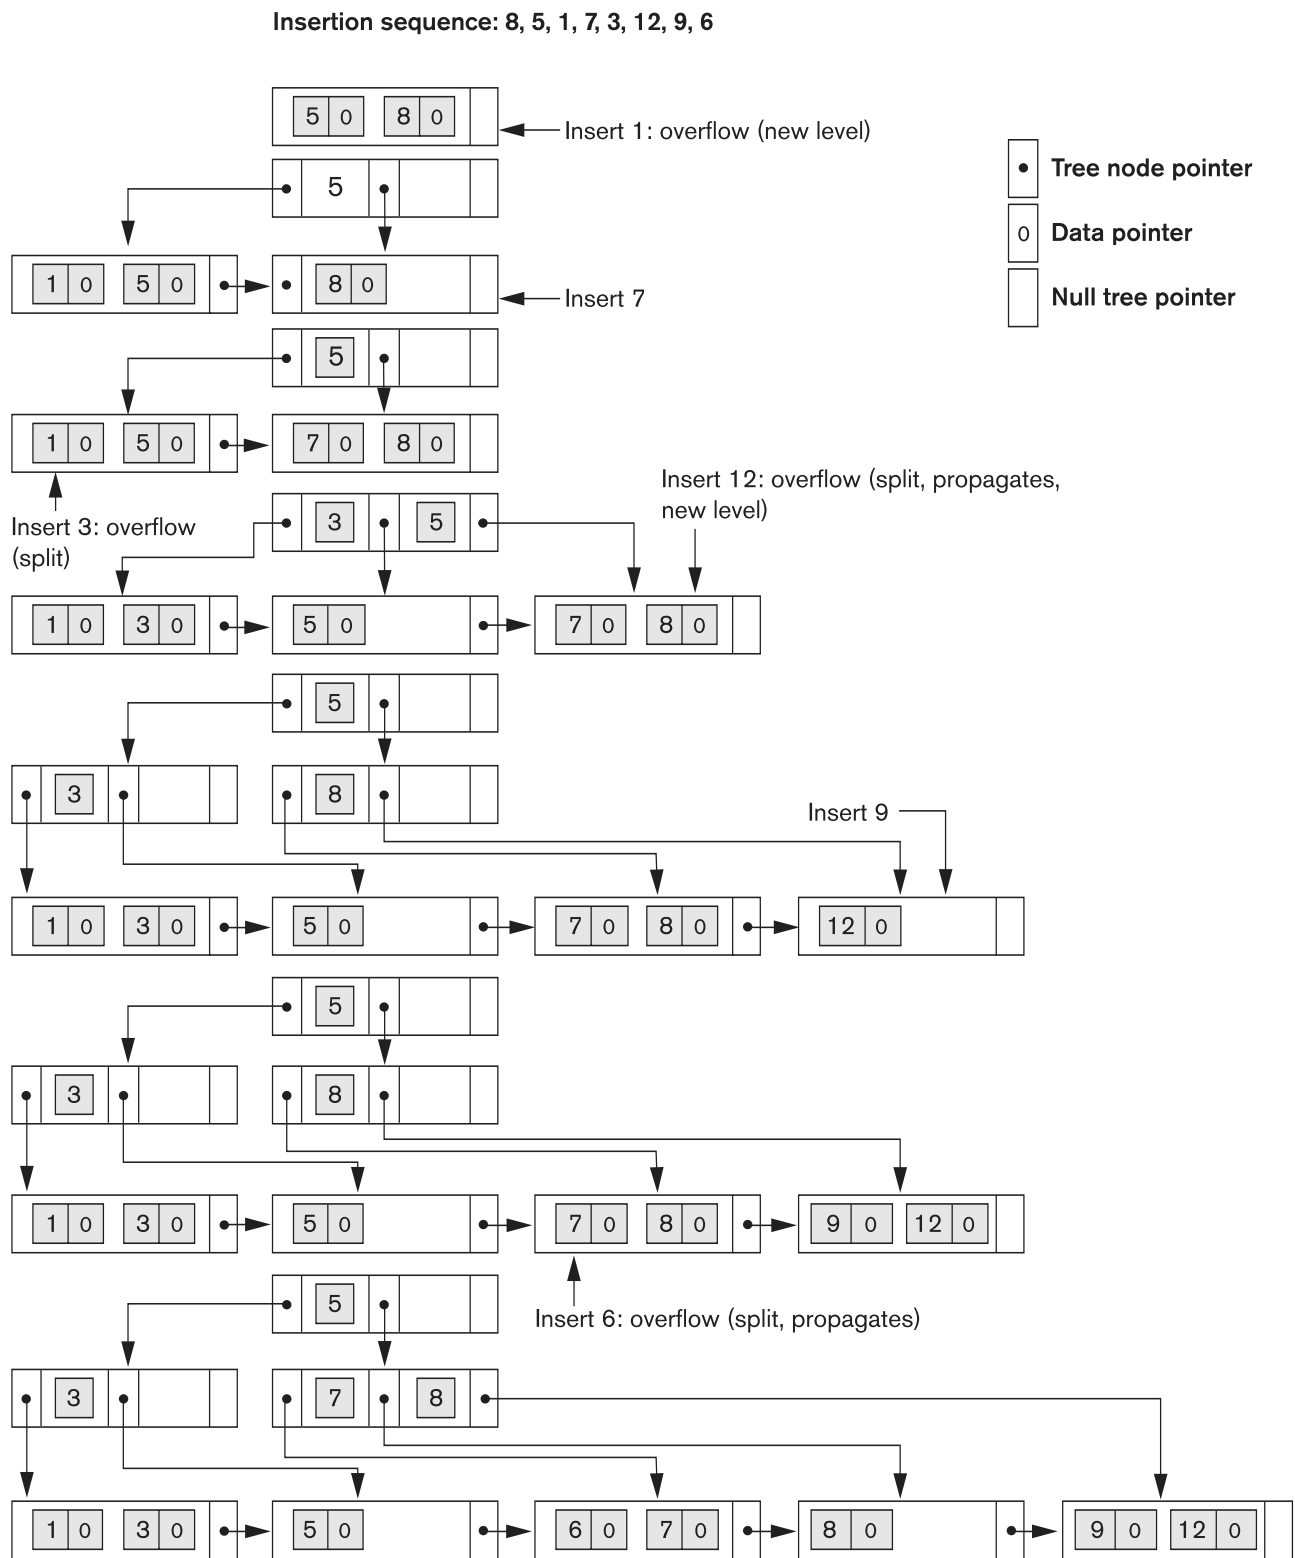 Insertion sequence: 8, 5, 1, 7, 3, 12, 9, 6
5 0 8 0
Insert 1: overflow (new level)
Tree node pointer
5
0 Data pointer
1 0 5 0 8 0
Insert 7
Null tree pointer
5
1 0 5 0 7 0 8 0
Insert 3: overflow
(split)
Insert 12: overflow (split, propagates,
new level)
3 5
1 0 3 0 5 0 7 0 8 0
5
3 8
Insert 9
1 0 3 0 5 0 7 0 8 0 12 0
5
3 8
1 0 3 0 5 0 7 0 8 0 9 0 12 0
Insert 6: overflow (split, propagates)
5
3 7 8
1 0 3 0 5 0 6 0 7 0 8 0 9 0 12 0